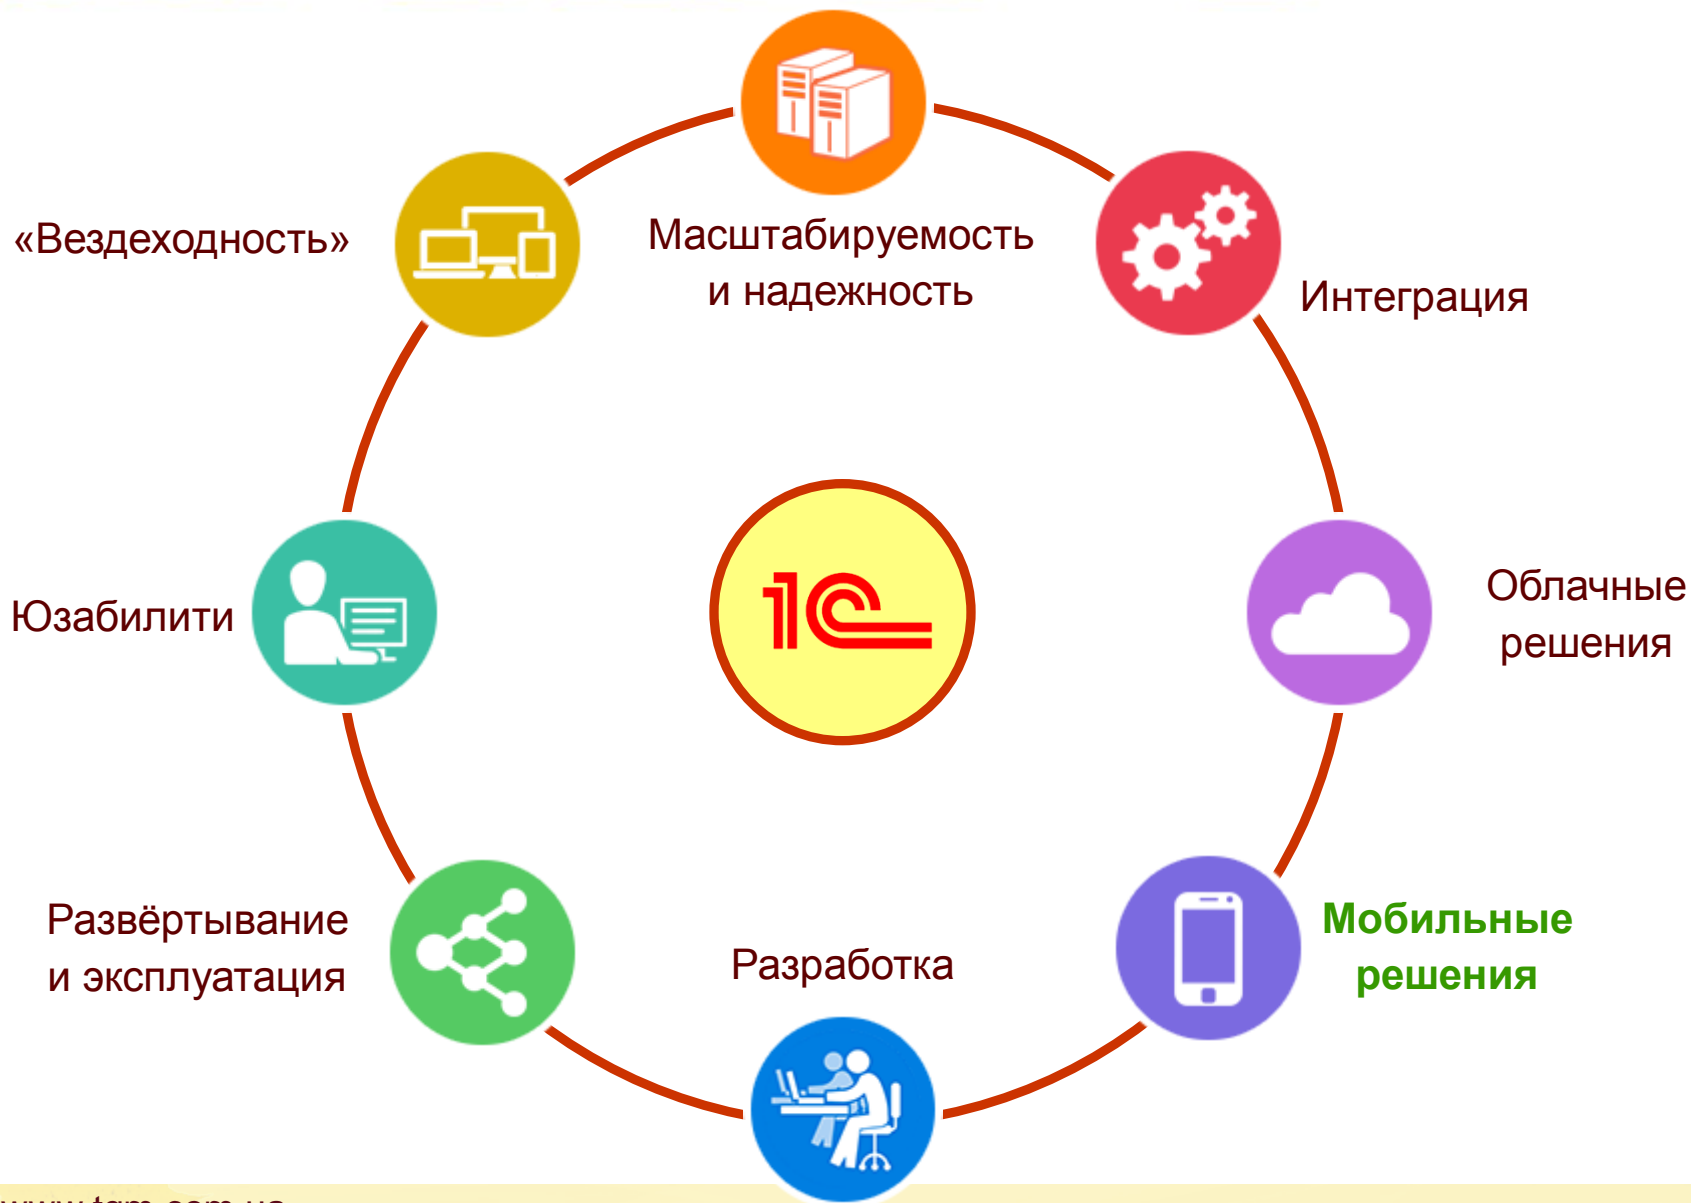 Масштабируемость
и надежность
«Вездеходность»
Интеграция
1С
Юзабилити
Облачные
решения
Развёртывание
и эксплуатация
Разработка
Мобильные
решения